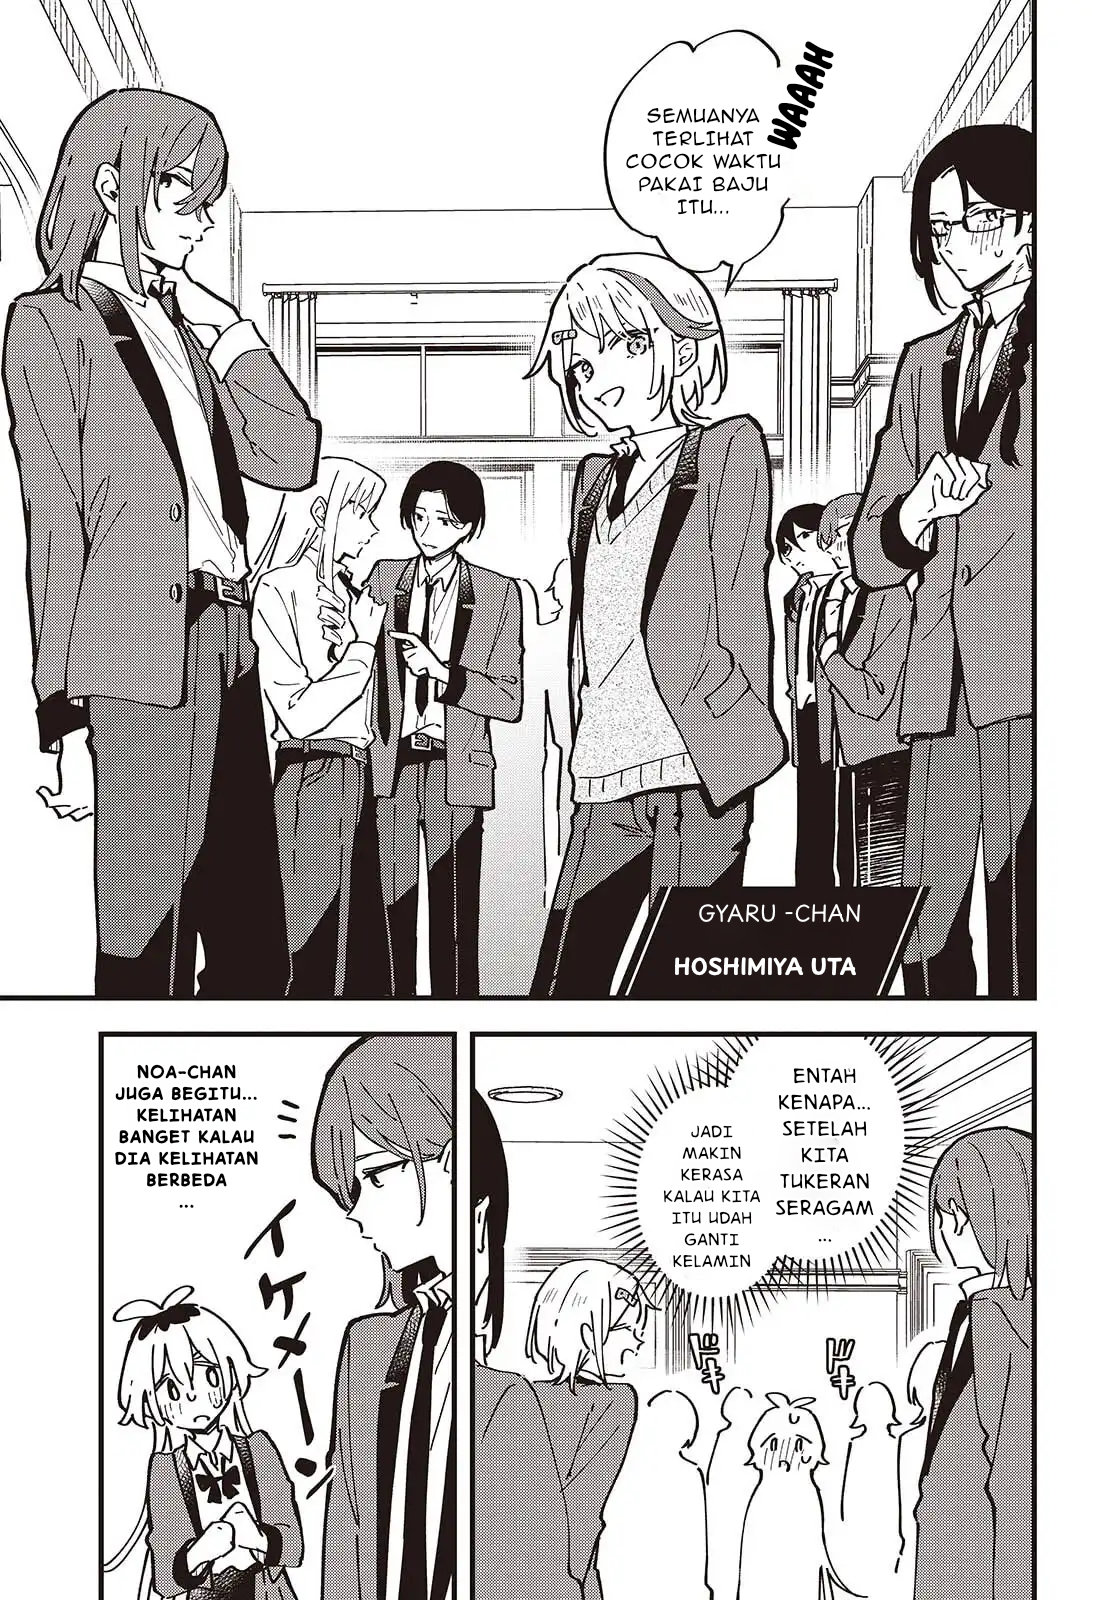 WAAAH
SEMUANYA
TERLIHAT
COCOK WAKTU
PAKAI BAJU
ITU...
GYARU -CHAN
HOSHIMIYA UTA
ENTAH
KENAPA...
SETELAH
KITA
TUKERAN
SERAGAM
...
JADI
MAKIN
KERASA
KALAU KITA
ITU UDAH
GANTI
KELAMIN
ドキ
ドキ
NOA-CHAN
JUGA BEGITU...
KELIHATAN
BANGET KALAU
DIA KELIHATAN
BERBEDA
...
イケメーン!